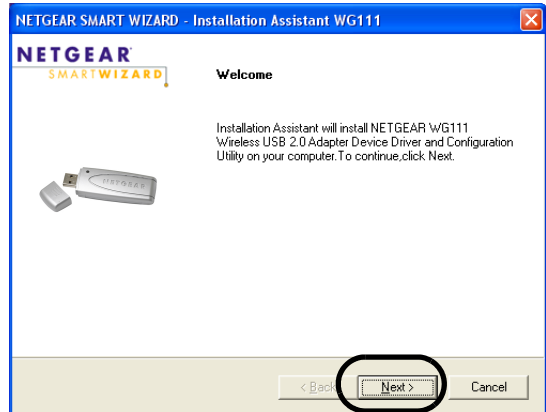 NETGEAR SMART WIZARD - Installation Assistant WG111
NETGEAR
SMARTWIZARD
Welcome
Installation Assistant will install NETGEAR WG111
Wireless USB 2.0 Adapter Device Driver and Configuration
Utility on your computer.To continue,click Next.
NETGEAR
< Back
Next >
Cancel